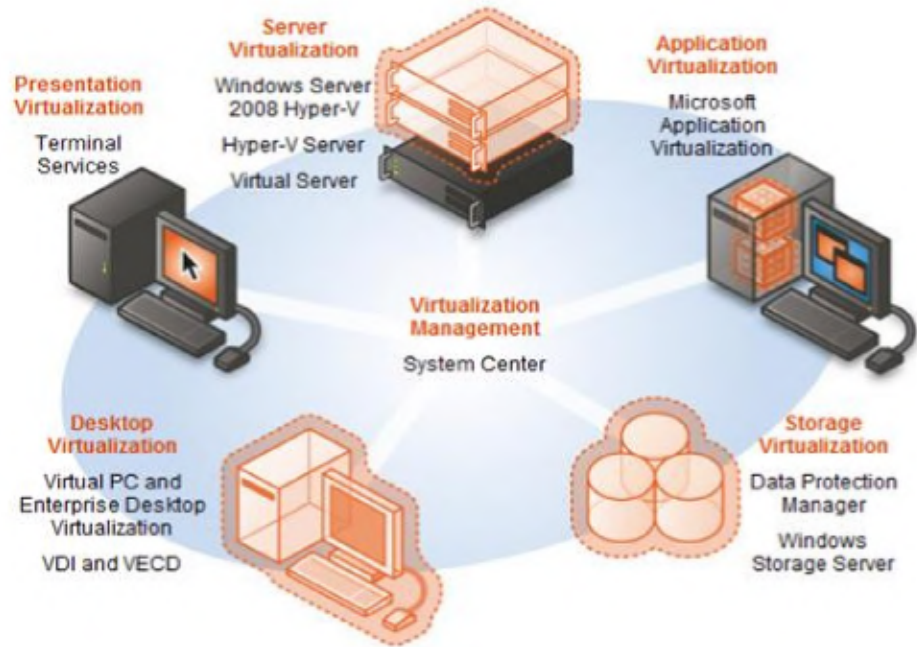 Server
Virtualization
Windows Server
2008 Hyper-V
Hyper-V Server
Virtual Server
Application
Virtualization
Microsoft
Application
Virtualization
Presentation
Virtualization
Terminal
Services
Virtualization
Management
System Center
Desktop
Virtualization
Virtual PC and
Enterprise Desktop
Virtualization
VDI and VECD
Storage
Virtualization
Data Protection
Manager
Windows
Storage Server